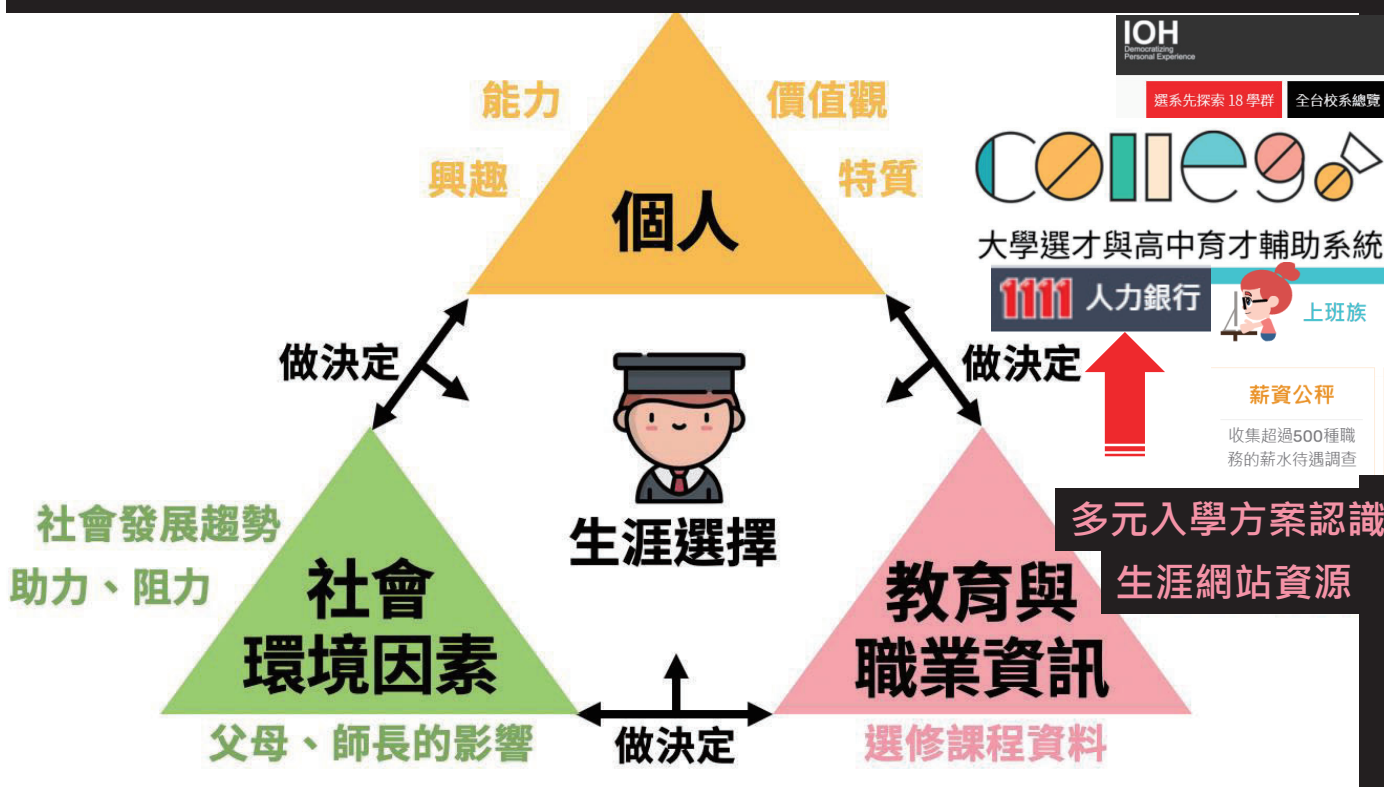 IOH
Democratizing
Personal Experience
選系先探索 18 學群
全台校系總覽
能力
價值觀
興趣
特質
個人
Collego!
大學選才與高中育才輔助系統
1111 人力銀行
上班族
做決定
做決定
薪資公秤
收集超過500種職
務的薪水待遇調查
社會發展趨勢
助力、阻力
生涯選擇
多元入學方案認識
生涯網站資源
社會
環境因素
教育與
職業資訊
父母、師長的影響
做決定
選修課程資料